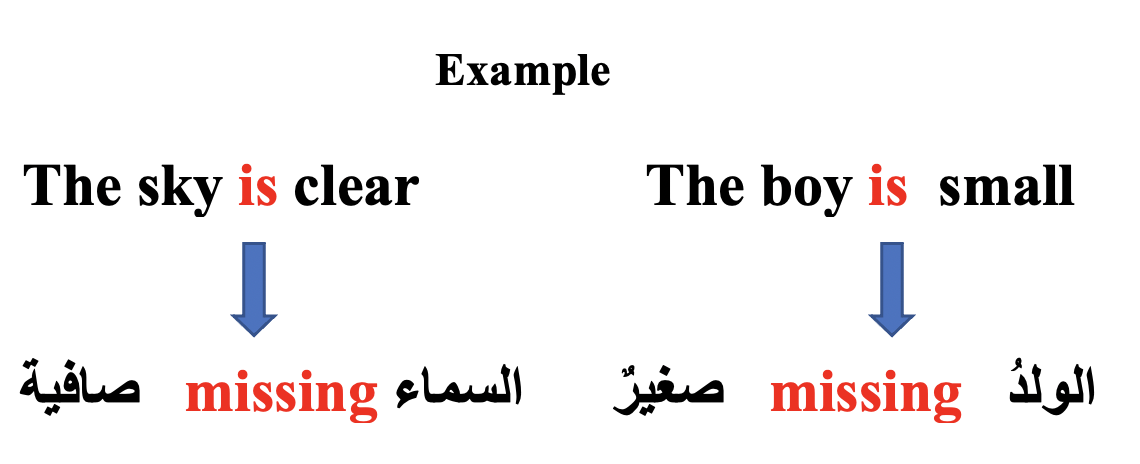 Example
The sky is clear
The boy is small
السماء missing صافية
الولدُ missing صغيرٌ